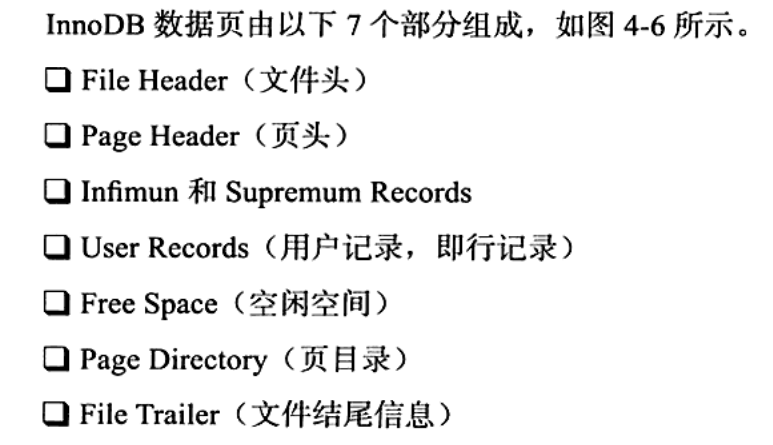 InnoDB 数据页由以下 7 个部分组成，如图 4-6 所示。
❏ File Header（文件头）
❏ Page Header（页头）
❏ Infimun 和 Supremum Records
❏ User Records（用户记录，即行记录）
❏ Free Space（空闲空间）
❏ Page Directory（页目录）
❏ File Trailer（文件结尾信息）